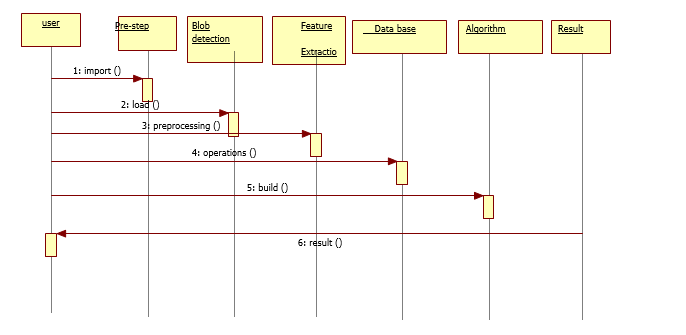 user
Pre-step
Blob
detection
Feature
Extractio
Data base
Algorithm
Result
1: import ()
2: load ()
3: preprocessing ()
4: operations ()
5: build ()
6: result ()